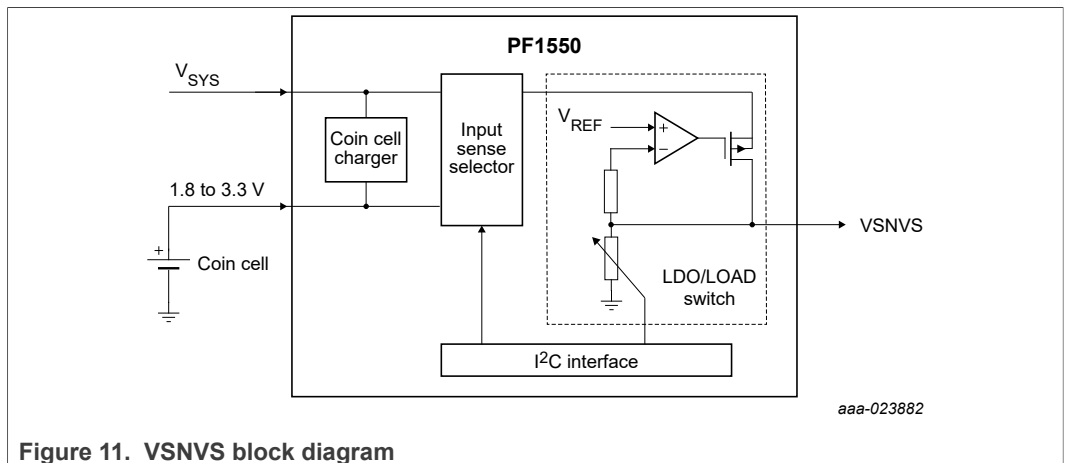 PF1550
VSYS
Coin cell
charger
Input
sense
selector
VREF
+
−
1.8 to 3.3 V
VSNVS
+
Coin cell
LDO/LOAD
switch
I2C interface
aaa-023882
Figure 11. VSNVS block diagram